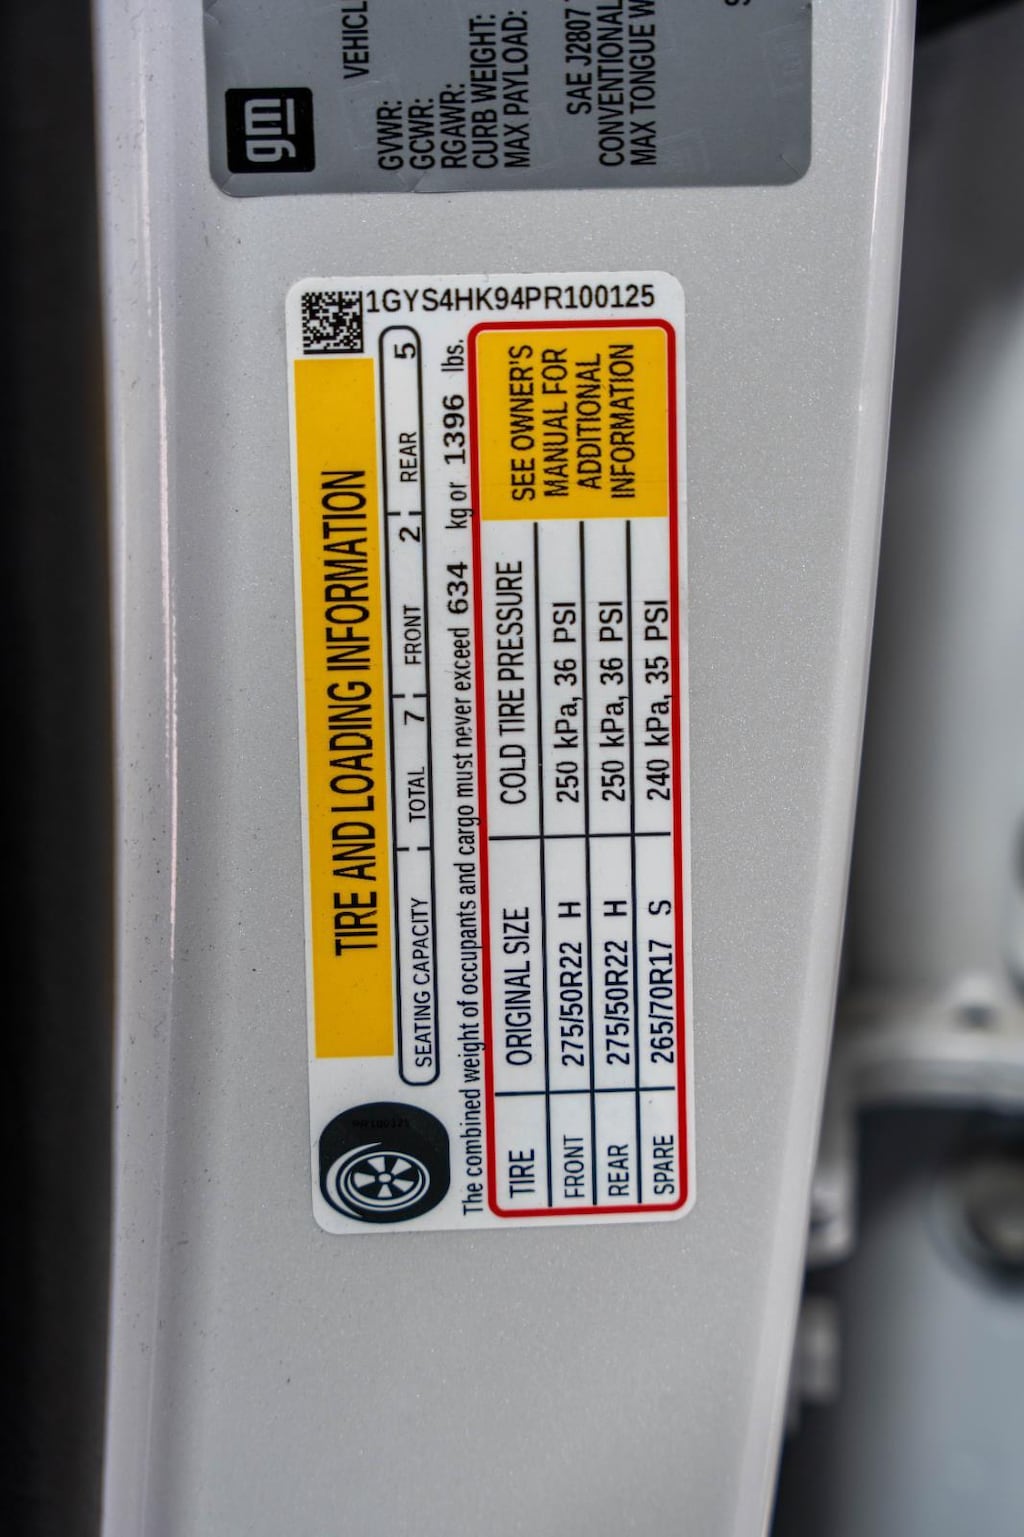 gm
VEHICL
GVWR:
GCWR:
RGAWR:
CURB WEIGHT:
MAX PAYLOAD:
SAE J2807
CONVENTIONAL
MAX TONGUE W
1GYS4HK94PR100125
TIRE AND LOADING INFORMATION
SEATING CAPACITY TOTAL 7 FRONT 2 REAR 5
The combined weight of occupants and cargo must never exceed 634 kg or 1396 lbs.
TIRE ORIGINAL SIZE COLD TIRE PRESSURE
FRONT 275/50R22 H 250 kPa, 36 PSI
REAR 275/50R22 H 250 kPa, 36 PSI
SPARE 265/70R17 S 240 kPa, 35 PSI
SEE OWNER'S
MANUAL FOR
ADDITIONAL
INFORMATION
PR100125